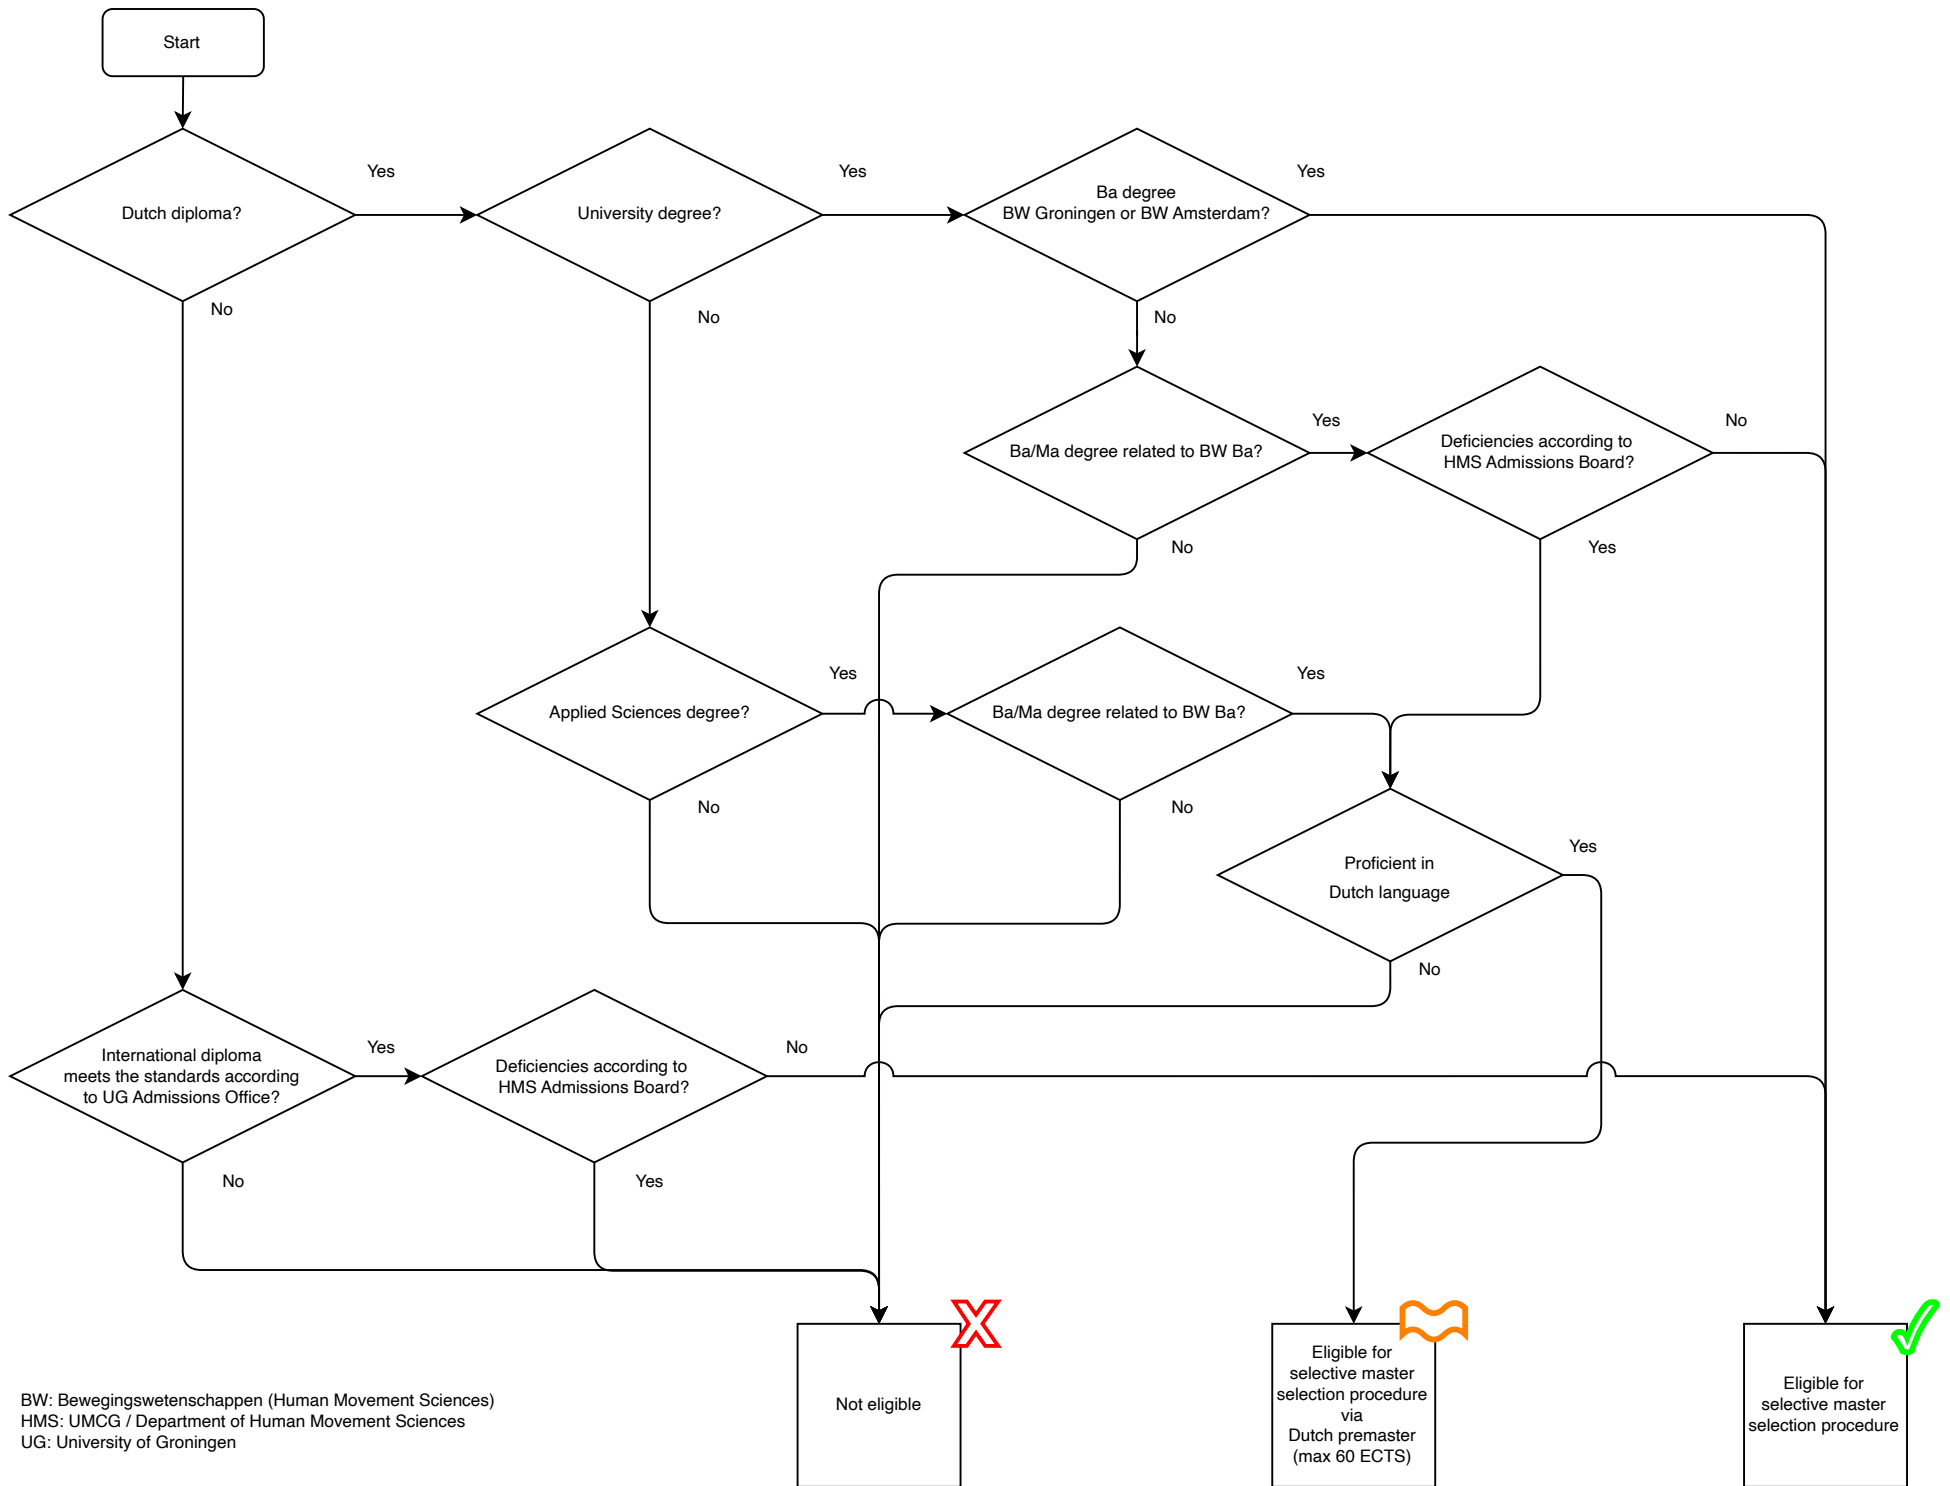 Start
Yes
Yes
Yes
Dutch diploma?
University degree?
Ba degree
BW Groningen or BW Amsterdam?
No
No
No
Yes
No
Ba/Ma degree related to BW Ba?
Deficiencies according to
HMS Admissions Board?
No
Yes
Yes
Yes
Applied Sciences degree?
Ba/Ma degree related to BW Ba?
No
No
Yes
Proficient in
Dutch language
No
Yes
No
International diploma
meets the standards according
to UG Admissions Office?
Deficiencies according to
HMS Admissions Board?
No
Yes
X
Not eligible
Eligible for
selective master
selection procedure
via
Dutch premaster
(max 60 ECTS)
Eligible for
selective master
selection procedure
BW: Bewegingswetenschappen (Human Movement Sciences)
HMS: UMCG / Department of Human Movement Sciences
UG: University of Groningen